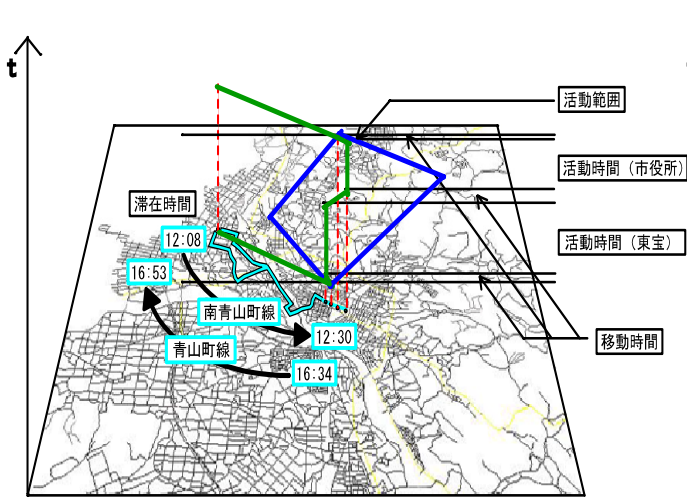 t
活動範囲
活動時間（市役所）
滞在時間
12:08
活動時間（東宝）
16:53
南青山町線
12:30
移動時間
青山町線
16:34